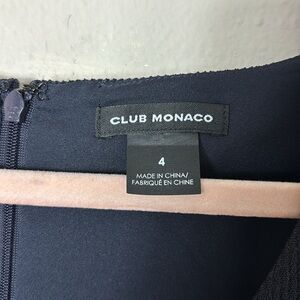 CLUB MONACO
4
MADE IN CHINA/
FABRIQUÉ EN CHINE